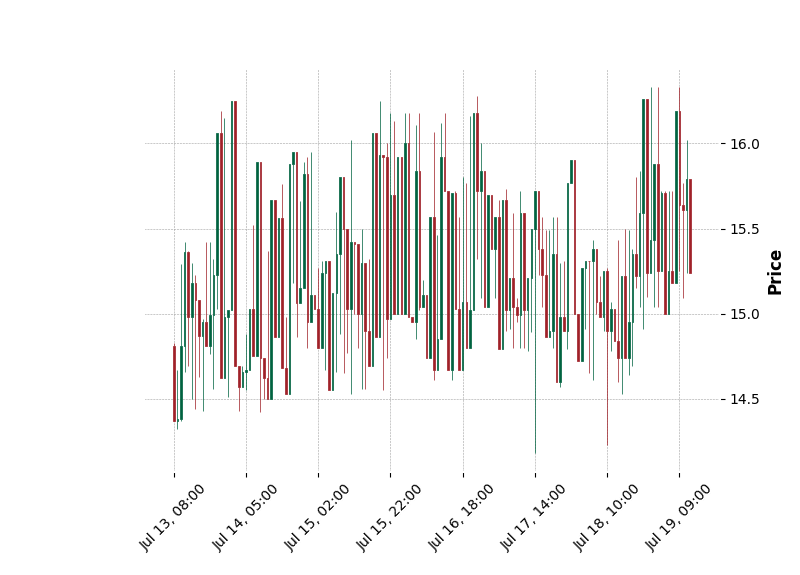 16.0
15.5
15.0
14.5
Price
Jul 13, 08:00
Jul 14, 05:00
Jul 15, 02:00
Jul 15, 22:00
Jul 16, 18:00
Jul 17, 14:00
Jul 18, 10:00
Jul 19, 09:00